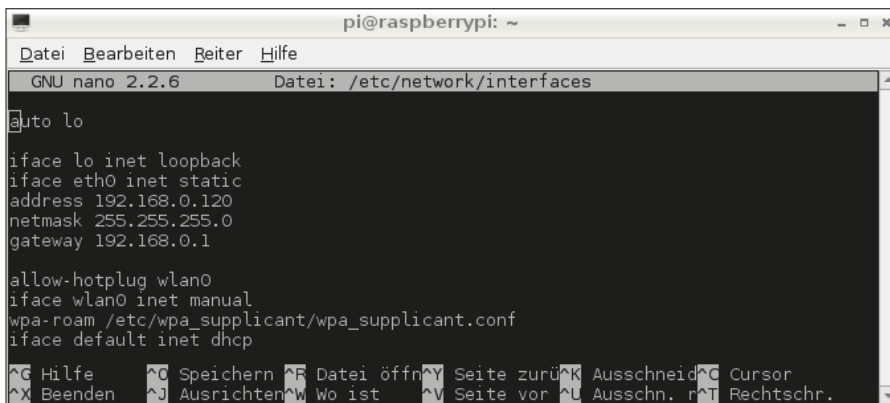 pi@raspberrypi: ~
Datei Bearbeiten Reiter Hilfe
GNU nano 2.2.6 Datei: /etc/network/interfaces
auto lo
iface lo inet loopback
iface eth0 inet static
address 192.168.0.120
netmask 255.255.255.0
gateway 192.168.0.1
allow-hotplug wlan0
iface wlan0 inet manual
wpa-roam /etc/wpa_supplicant/wpa_supplicant.conf
iface default inet dhcp
^G Hilfe ^O Speichern ^R Datei öffn^Y Seite zurü^K Ausschneid^C Cursor
^X Beenden ^J Ausrichten^W Wo ist ^V Seite vor ^U Ausschn. r^T Rechtschr.